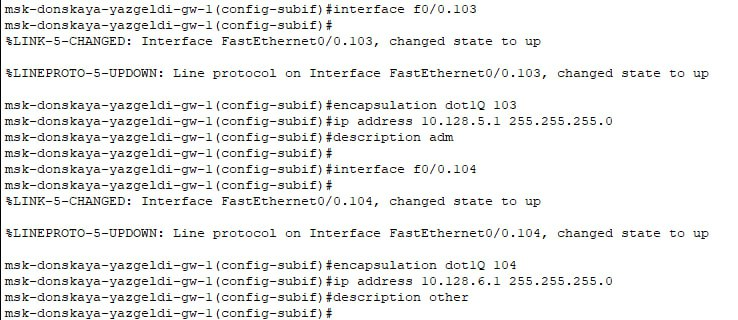 msk-donskaya-yazgeldi-gw-1(config-subif)#interface f0/0.103
msk-donskaya-yazgeldi-gw-1(config-subif)#
%LINK-5-CHANGED: Interface FastEthernet0/0.103, changed state to up
%LINEPROTO-5-UPDOWN: Line protocol on Interface FastEthernet0/0.103, changed state to up
msk-donskaya-yazgeldi-gw-1(config-subif)#encapsulation dot1Q 103
msk-donskaya-yazgeldi-gw-1(config-subif)#ip address 10.128.5.1 255.255.255.0
msk-donskaya-yazgeldi-gw-1(config-subif)#description adm
msk-donskaya-yazgeldi-gw-1(config-subif)#
msk-donskaya-yazgeldi-gw-1(config-subif)#interface f0/0.104
msk-donskaya-yazgeldi-gw-1(config-subif)#
%LINK-5-CHANGED: Interface FastEthernet0/0.104, changed state to up
%LINEPROTO-5-UPDOWN: Line protocol on Interface FastEthernet0/0.104, changed state to up
msk-donskaya-yazgeldi-gw-1(config-subif)#encapsulation dot1Q 104
msk-donskaya-yazgeldi-gw-1(config-subif)#ip address 10.128.6.1 255.255.255.0
msk-donskaya-yazgeldi-gw-1(config-subif)#description other
msk-donskaya-yazgeldi-gw-1(config-subif)#